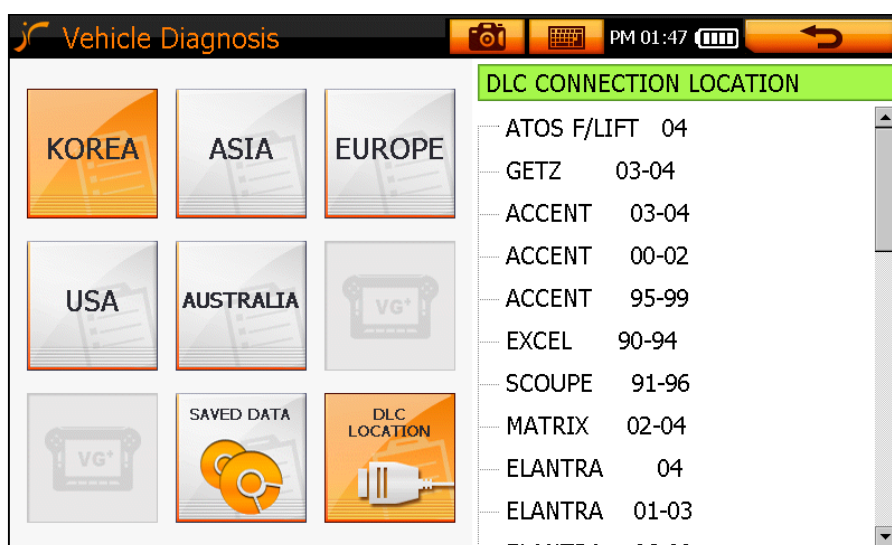 Vehicle Diagnosis
PM 01:47
KOREA
ASIA
EUROPE
USA
AUSTRALIA
VG+
VG+
SAVED DATA
DLC
LOCATION
DLC CONNECTION LOCATION
ATOS F/LIFT 04
GETZ 03-04
ACCENT 03-04
ACCENT 00-02
ACCENT 95-99
EXCEL 90-94
SCOUPE 91-96
MATRIX 02-04
ELANTRA 04
ELANTRA 01-03